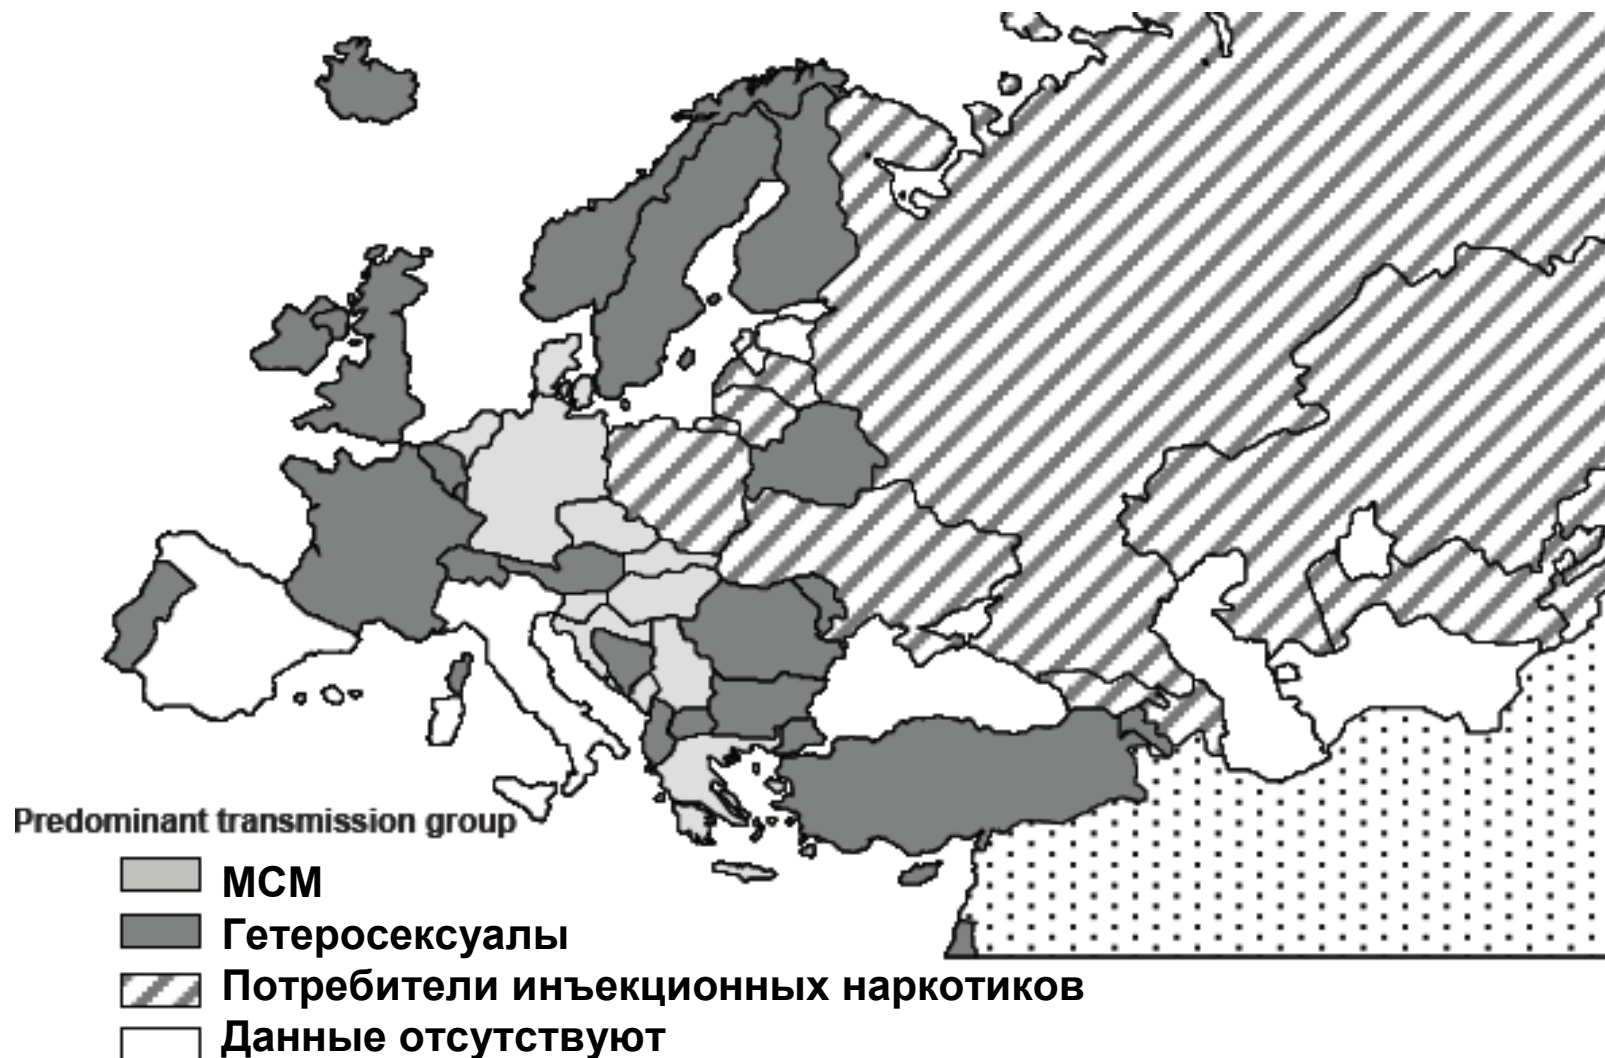 Predominant transmission group
МСМ
Гетеросексуалы
Потребители инъекционных наркотиков
Данные отсутствуют